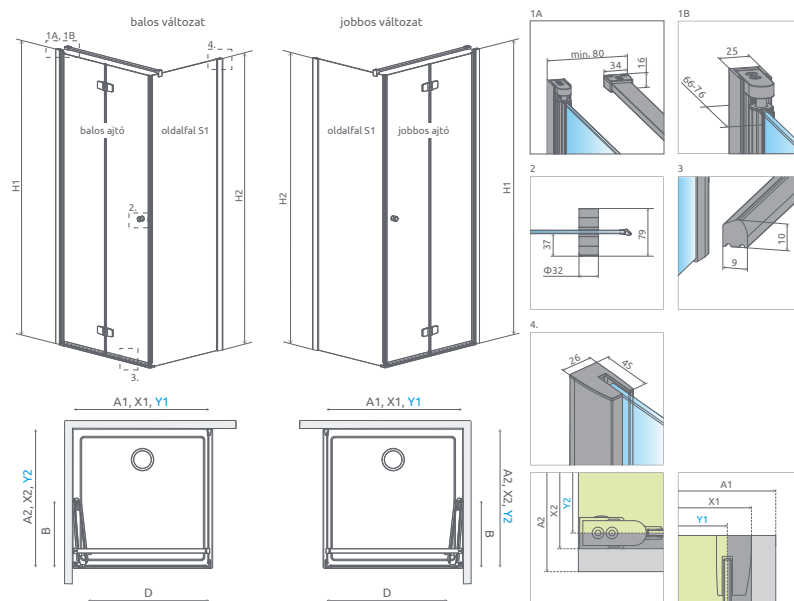 balos változat
jobbos változat
1A, 1B
4.
balos ajtó
oldalfal S1
H1
H2
2.
3.
oldalfal S1
jobbos ajtó
H2
H1
A1, X1, Y1
A2, X2, Y2
B
D
A1, X1, Y1
A2, X2, Y2
B
D
1A
min. 80
34
16
1B
25
66-76
2
37
79
Φ32
3
10
9
4.
26
45
A2
X2
Y2
A1
X1
Y1